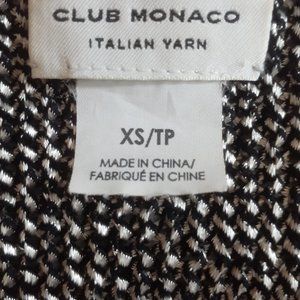 CLUB MONACO
ITALIAN YARN
XS/TP
MADE IN CHINA/
FABRIQUÉ EN CHINE